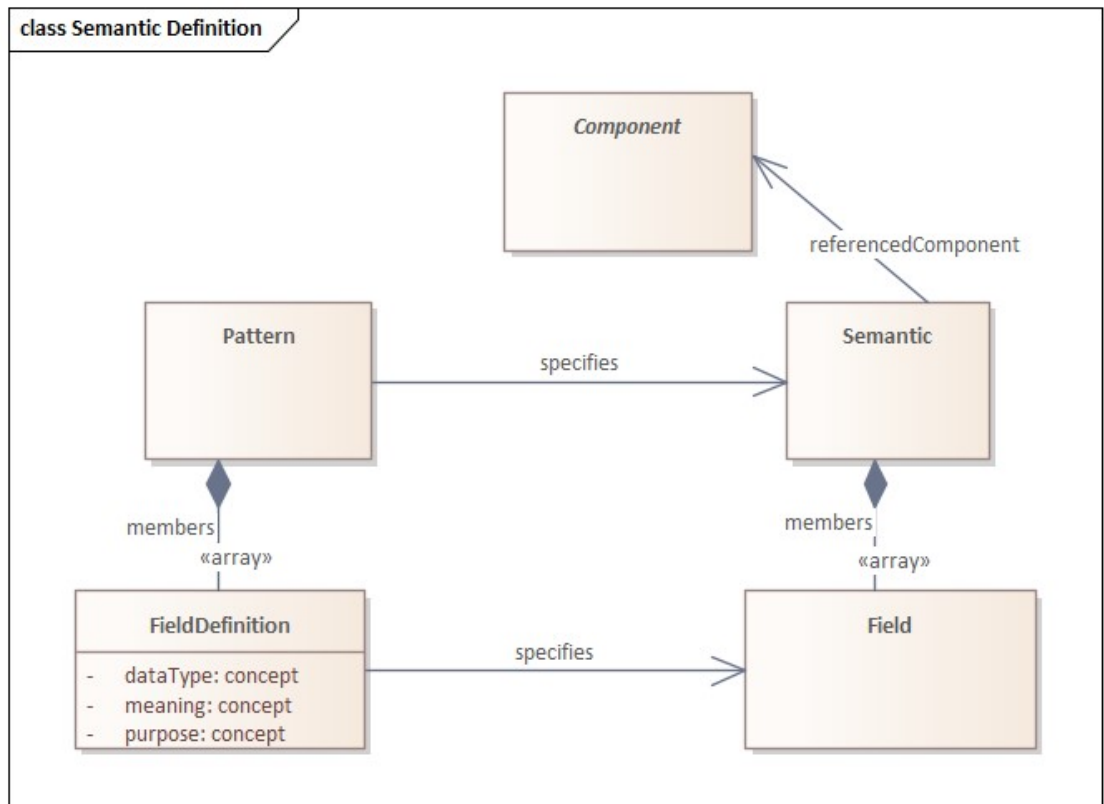 class Semantic Definition
Component
referencedComponent
Pattern
Semantic
specifies
members
«array»
members
«array»
FieldDefinition
- dataType: concept
- meaning: concept
- purpose: concept
specifies
Field